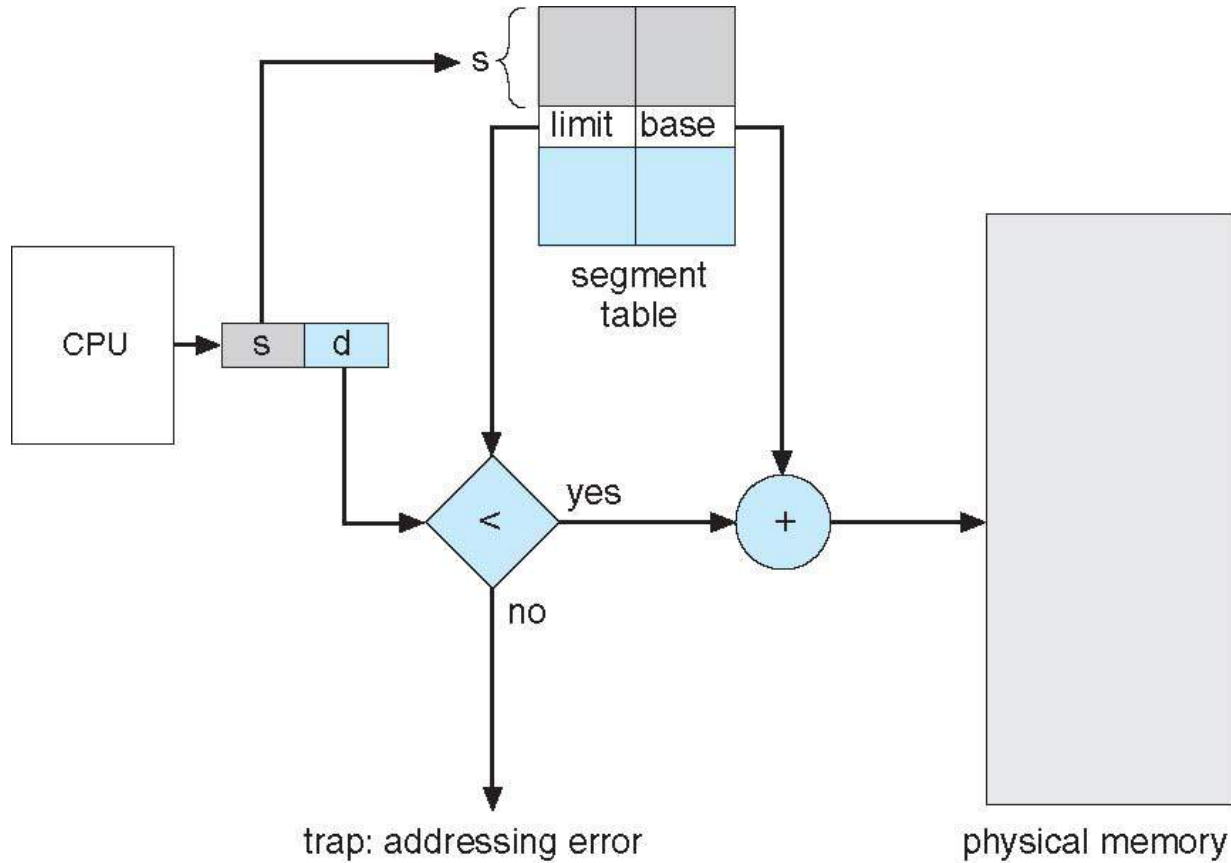 s
limit base
segment
table
CPU
s d
<
yes
+
no
trap: addressing error
physical memory